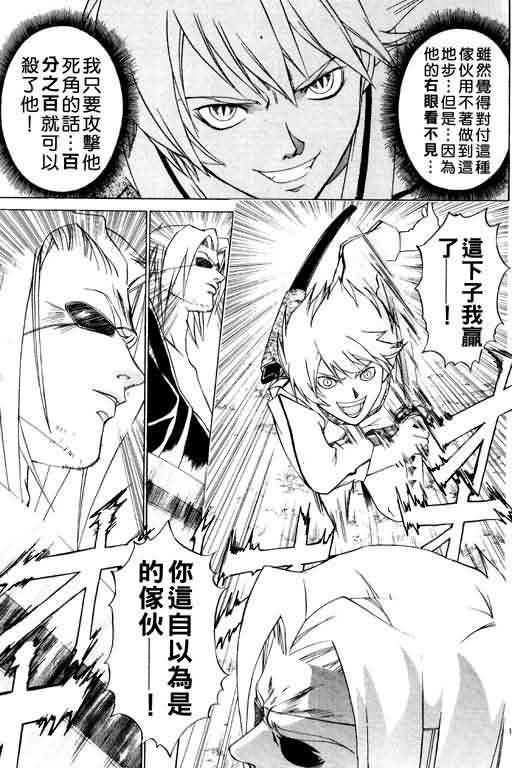 雖然覺得對付這種
傢伙用不著做到這
地步…但是…因為
他的右眼看不見…
我只要攻擊他
死角的話…百
分之百就可以
殺了他！
這下子我贏
了──！
你這自以為是
的傢伙──！